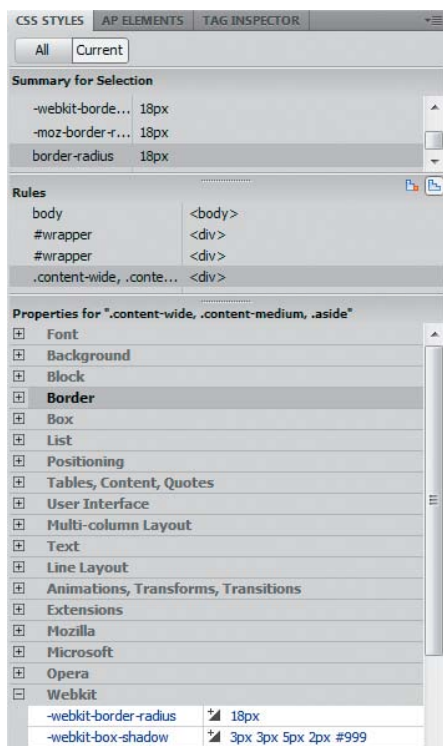 CSS STYLES AP ELEMENTS TAG INSPECTOR
All Current
Summary for Selection
-webkit-borde... 18px
-moz-border-r... 18px
border-radius 18px
Rules
body <body>
#wrapper <div>
#wrapper <div>
.content-wide, .conte... <div>
Properties for ".content-wide, .content-medium, .aside"
Font
Background
Block
Border
Box
List
Positioning
Tables, Content, Quotes
User Interface
Multi-column Layout
Text
Line Layout
Animations, Transforms, Transitions
Extensions
Mozilla
Microsoft
Opera
Webkit
-webkit-border-radius 18px
-webkit-box-shadow 3px 3px 5px 2px #999